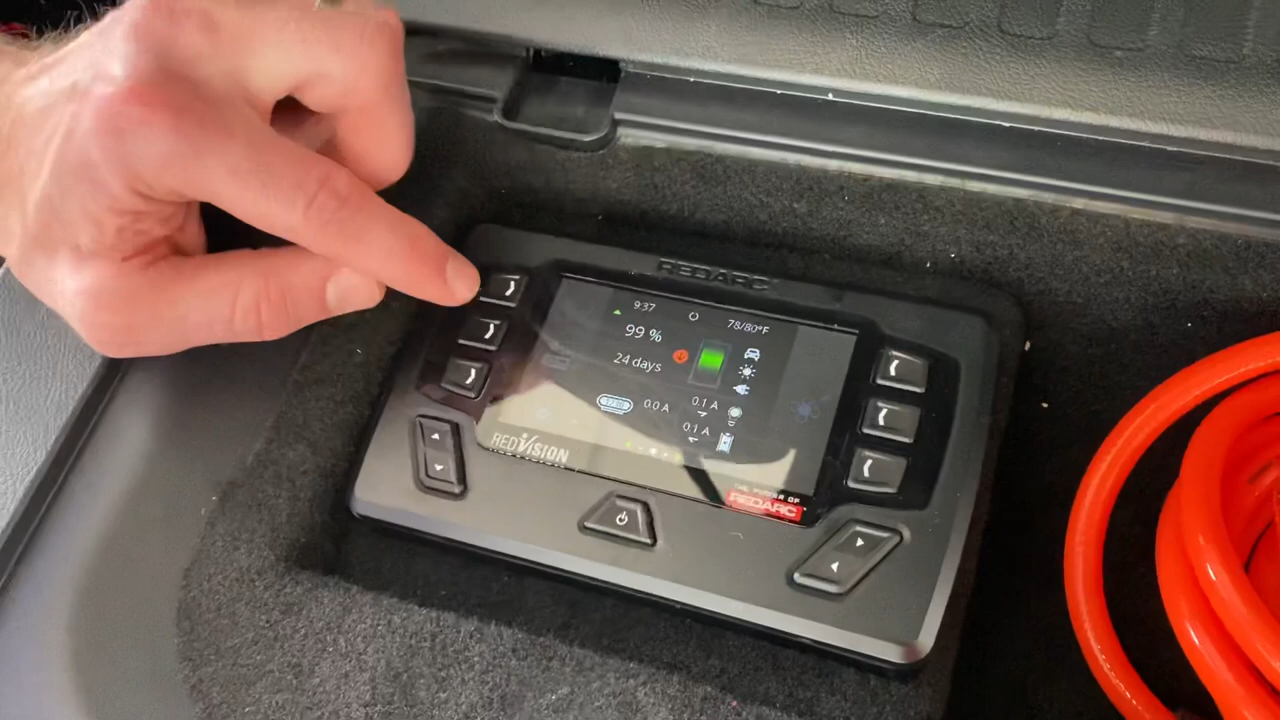 REDARC
9:37
78/80°F
99 %
24 days
0.0 A
0.1 A
0.1 A
REDVISION
THE POWER OF
REDARC